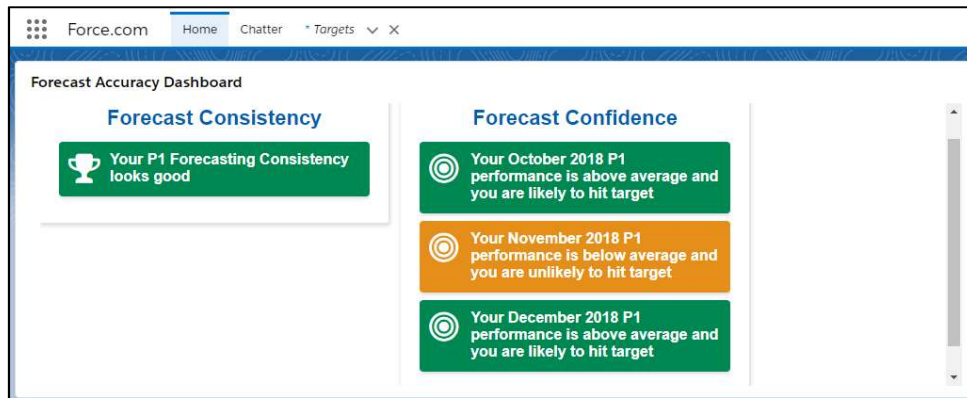 Force.com Home Chatter * Targets
Forecast Accuracy Dashboard
Forecast Consistency
Your P1 Forecasting Consistency
looks good
Forecast Confidence
Your October 2018 P1
performance is above average and
you are likely to hit target
Your November 2018 P1
performance is below average and
you are unlikely to hit target
Your December 2018 P1
performance is above average and
you are likely to hit target